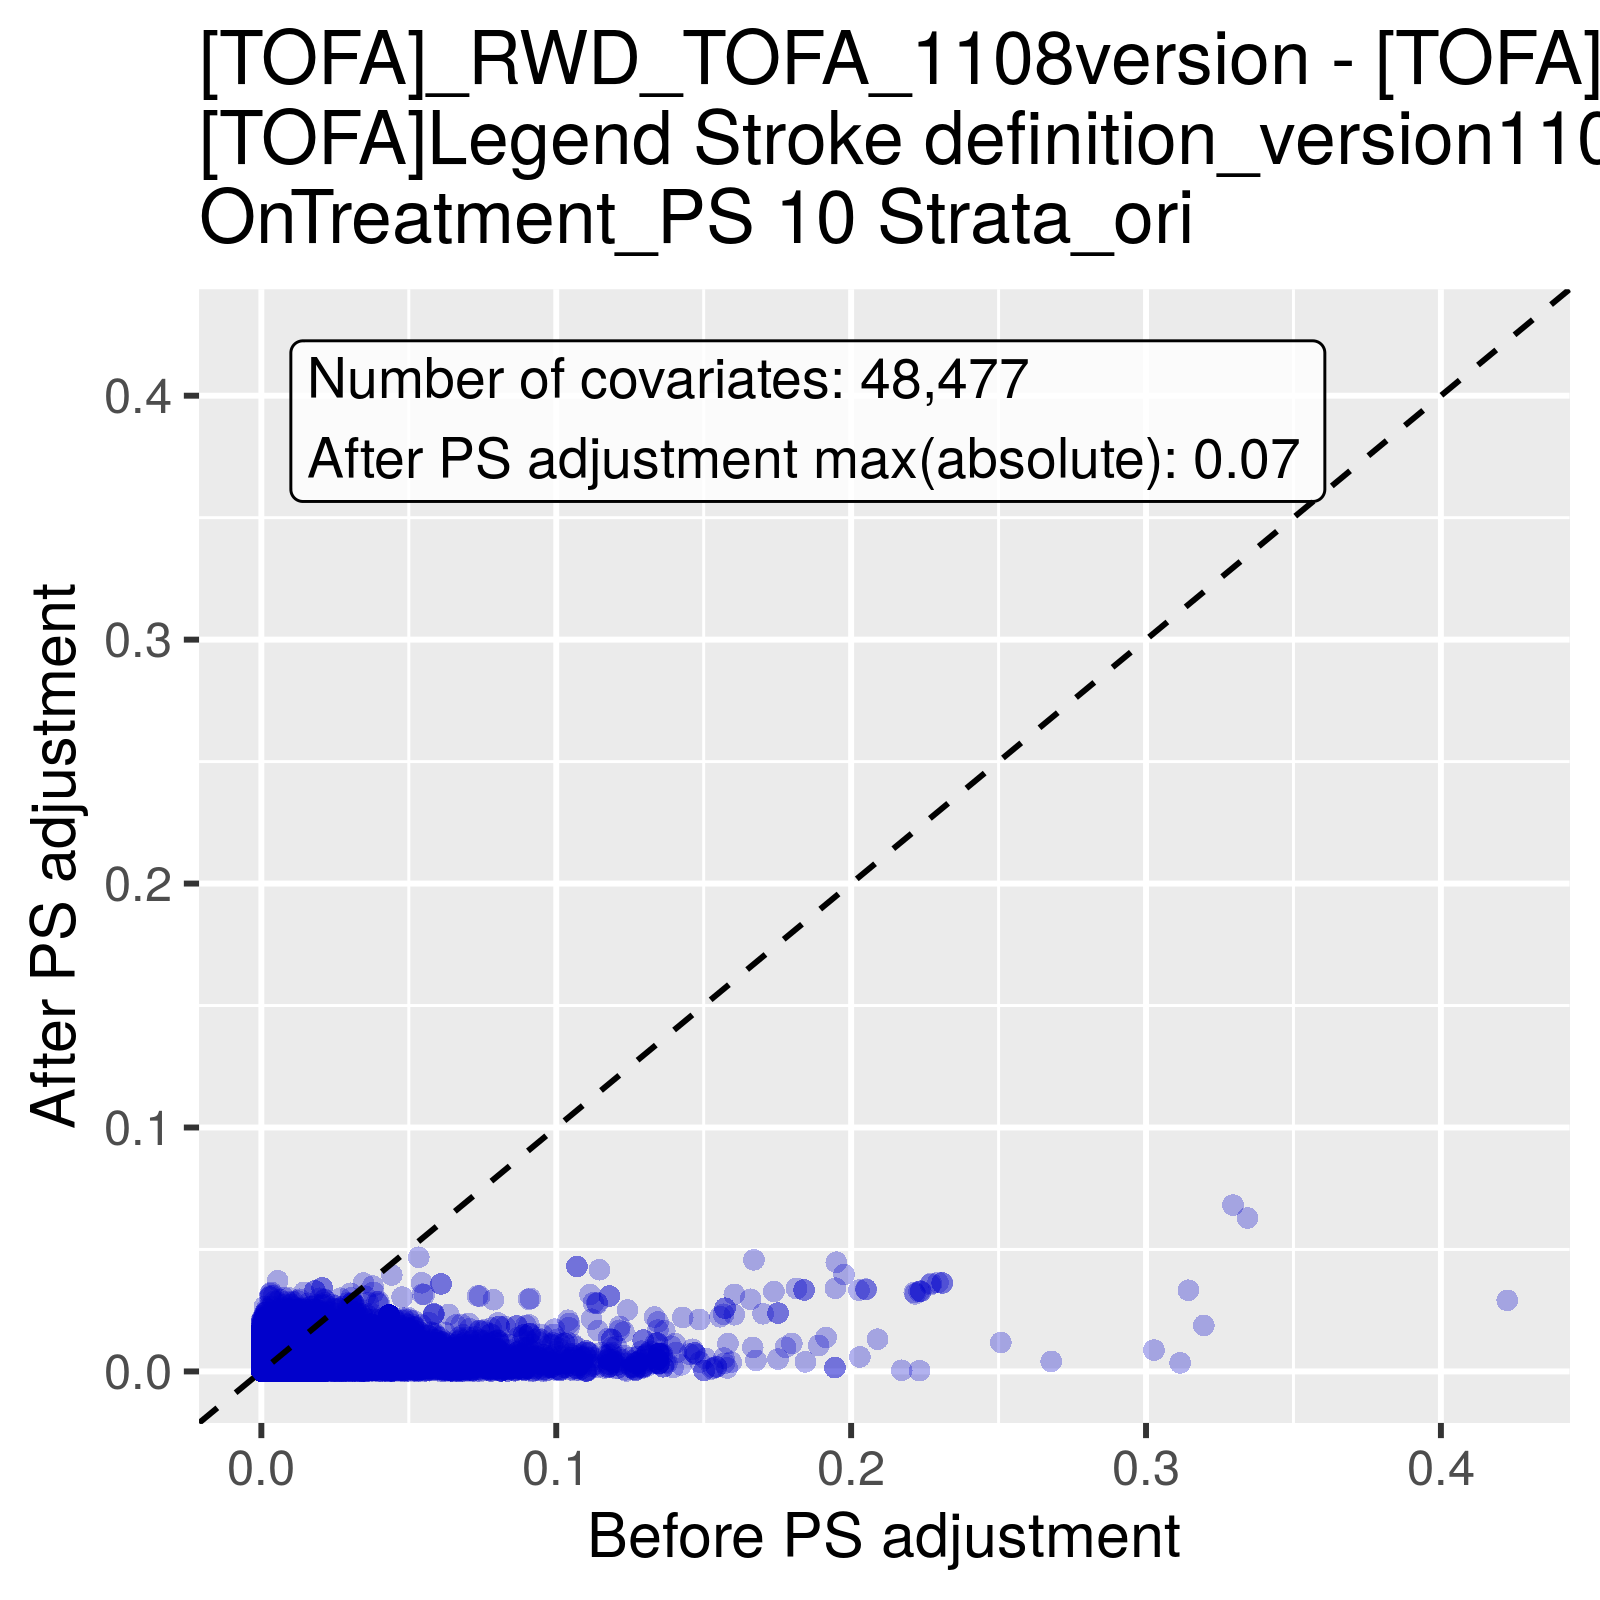 [TOFA]_RWD_TOFA_1108version - [TOFA]
[TOFA]Legend Stroke definition_version110
OnTreatment_PS 10 Strata_ori
Number of covariates: 48,477
After PS adjustment max(absolute): 0.07
After PS adjustment
0.4
0.3
0.2
0.1
0.0
0.0 0.1 0.2 0.3 0.4
Before PS adjustment